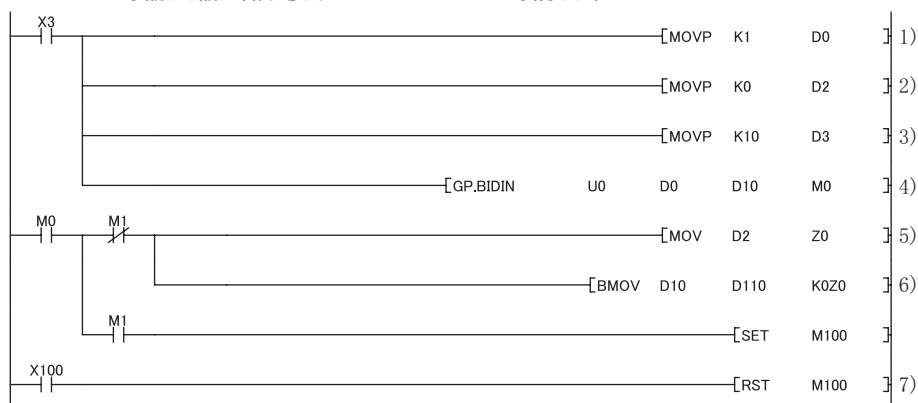 X3
[MOVP K1 D0 ] 1)
[MOVP K0 D2 ] 2)
[MOVP K10 D3 ] 3)
[GP.BIDIN U0 D0 D10 M0 ] 4)
M0 M1
[MOV D2 Z0 ] 5)
[BMOV D10 D110 K0Z0 ] 6)
M1
[SET M100 ]
X100
[RST M100 ] 7)